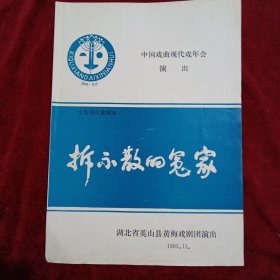 XIQUXIANDAIXINIANHUI
中国戏曲现代戏年会
演出
大型现代黄梅戏
拆不散的冤家
湖北省英山县黄梅戏剧团演出
1993.11.